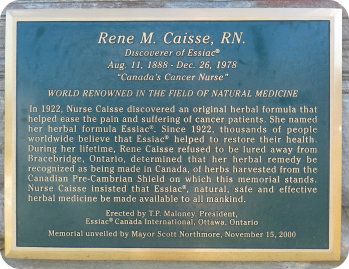 Rene M. Caisse, RN.
Discoverer of Essiac®
Aug. 11, 1888 - Dec. 26, 1978
"Canada's Cancer Nurse"
WORLD RENOWNED IN THE FIELD OF NATURAL MEDICINE
In 1922, Nurse Caisse discovered an original herbal formula that
helped ease the pain and suffering of cancer patients. She named
her herbal formula Essiac®. Since 1922, thousands of people
worldwide believe that Essiac® helped to restore their health.
During her lifetime, Rene Caisse refused to be lured away from
Bracebridge, Ontario, determined that her herbal remedy be
recognized as being made in Canada, of herbs harvested from the
Canadian Pre-Cambrian Shield on which this memorial stands.
Nurse Caisse insisted that Essiac®, natural, safe and effective
herbal medicine be made available to all mankind.
Erected by T.P. Maloney, President,
Essiac® Canada International, Ottawa, Ontario
Memorial unveiled by Mayor Scott Northmore, November 15, 2000